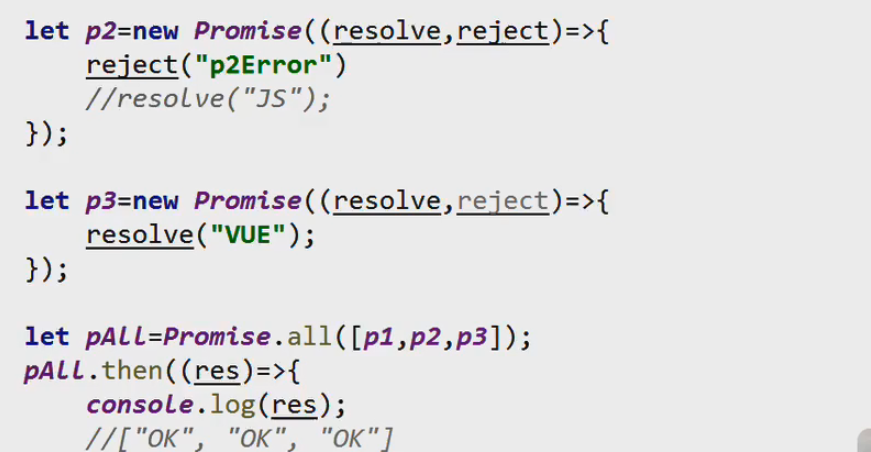 let p2=new Promise((resolve,reject)=>{
    reject("p2Error")
    //resolve("JS");
});

let p3=new Promise((resolve,reject)=>{
    resolve("VUE");
});

let pAll=Promise.all([p1,p2,p3]);
pAll.then((res)=>{
    console.log(res);
    //["OK", "OK", "OK"]